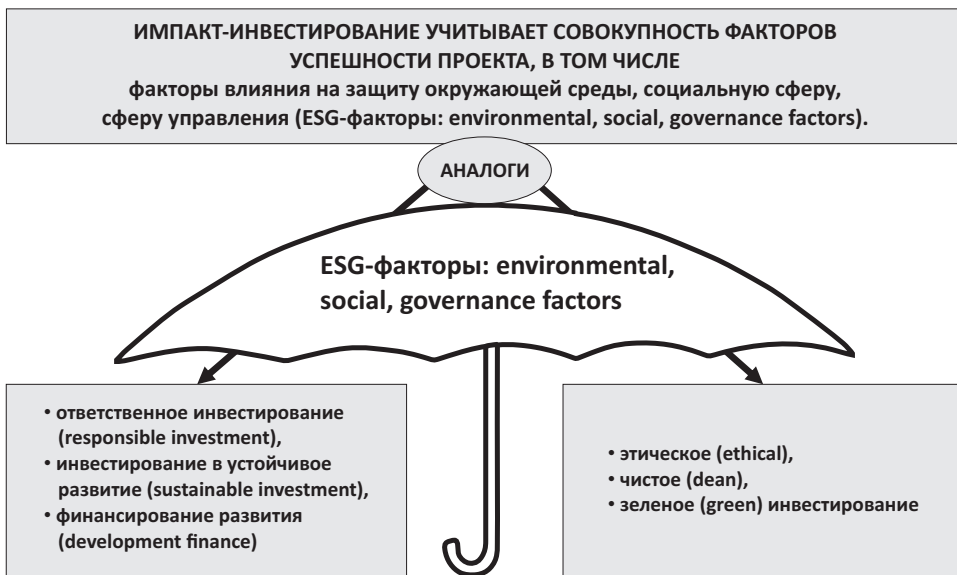 ИМПАКТ-ИНВЕСТИРОВАНИЕ УЧИТЫВАЕТ СОВОКУПНОСТЬ ФАКТОРОВ
УСПЕШНОСТИ ПРОЕКТА, В ТОМ ЧИСЛЕ
факторы влияния на защиту окружающей среды, социальную сферу,
сферу управления (ESG-факторы: environmental, social, governance factors).
АНАЛОГИ
ESG-факторы: environmental,
social, governance factors
• ответственное инвестирование
(responsible investment),
• инвестирование в устойчивое
развитие (sustainable investment),
• финансирование развития
(development finance)
• этическое (ethical),
• чистое (dean),
• зеленое (green) инвестирование